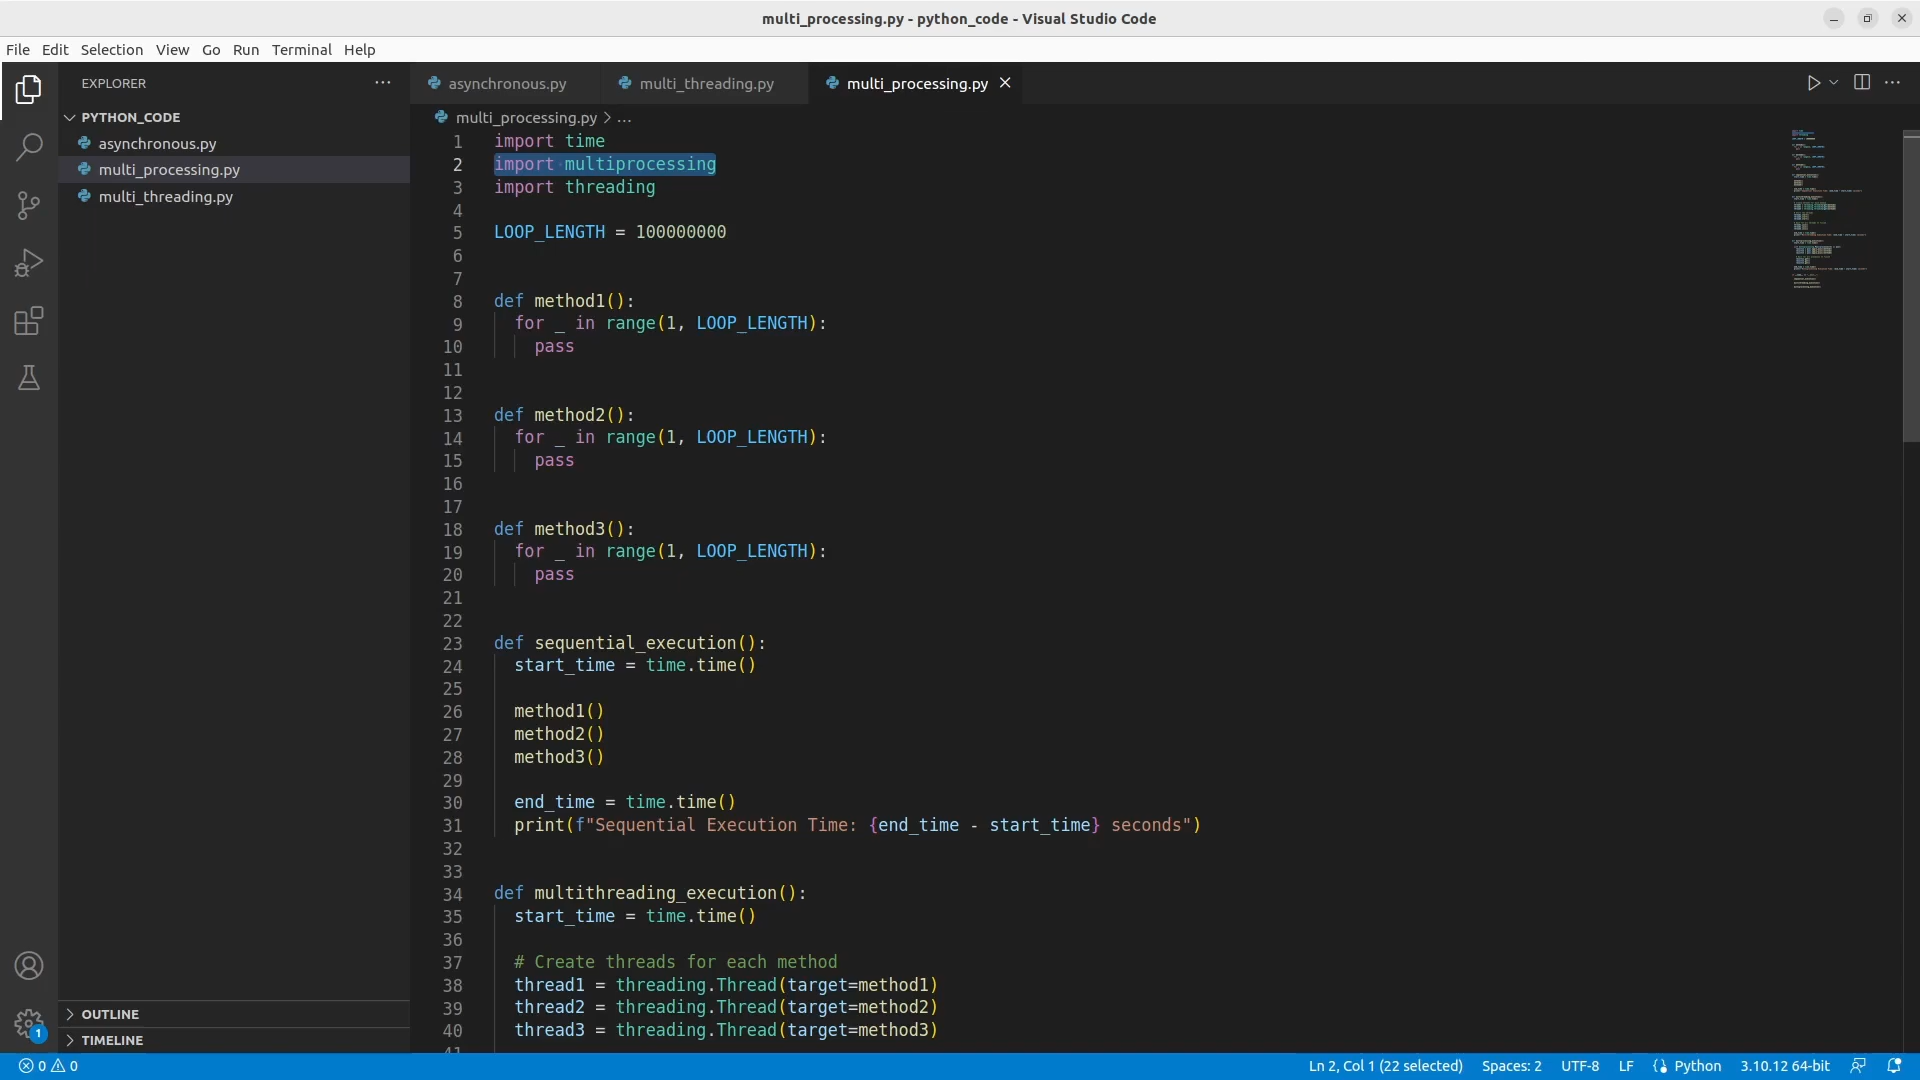 multi_processing.py - python_code - Visual Studio Code
File Edit Selection View Go Run Terminal Help
EXPLORER
PYTHON_CODE
asynchronous.py
multi_processing.py
multi_threading.py
OUTLINE
TIMELINE
asynchronous.py multi_threading.py multi_processing.py
multi_processing.py > ...
1 import time
2 import multiprocessing
3 import threading
4
5 LOOP_LENGTH = 100000000
6
7
8 def method1():
9 for _ in range(1, LOOP_LENGTH):
10 pass
11
12
13 def method2():
14 for _ in range(1, LOOP_LENGTH):
15 pass
16
17
18 def method3():
19 for _ in range(1, LOOP_LENGTH):
20 pass
21
22
23 def sequential_execution():
24 start_time = time.time()
25
26 method1()
27 method2()
28 method3()
29
30 end_time = time.time()
31 print(f"Sequential Execution Time: {end_time - start_time} seconds")
32
33
34 def multithreading_execution():
35 start_time = time.time()
36
37 # Create threads for each method
38 thread1 = threading.Thread(target=method1)
39 thread2 = threading.Thread(target=method2)
40 thread3 = threading.Thread(target=method3)
41
1
0 0 Ln 2, Col 1 (22 selected) Spaces: 2 UTF-8 LF Python 3.10.12 64-bit